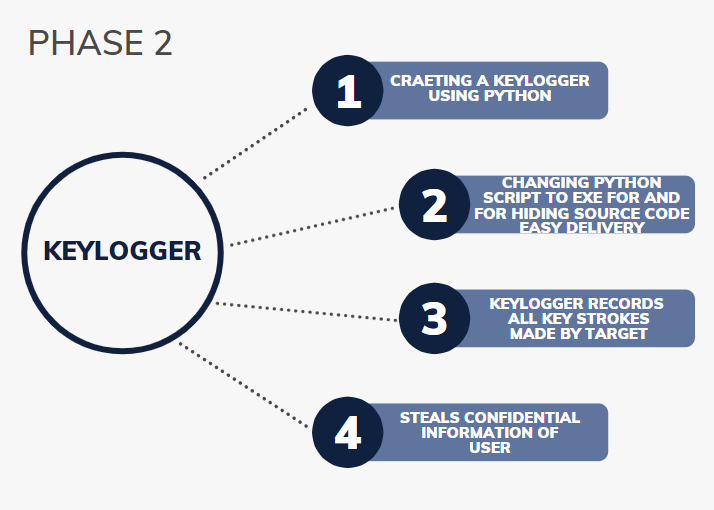 PHASE 2
KEYLOGGER
1
CRAETING A KEYLOGGER
USING PYTHON
2
CHANGING PYTHON
SCRIPT TO EXE FOR AND
FOR HIDING SOURCE CODE
EASY DELIVERY
3
KEYLOGGER RECORDS
ALL KEY STROKES
MADE BY TARGET
4
STEALS CONFIDENTIAL
INFORMATION OF
USER